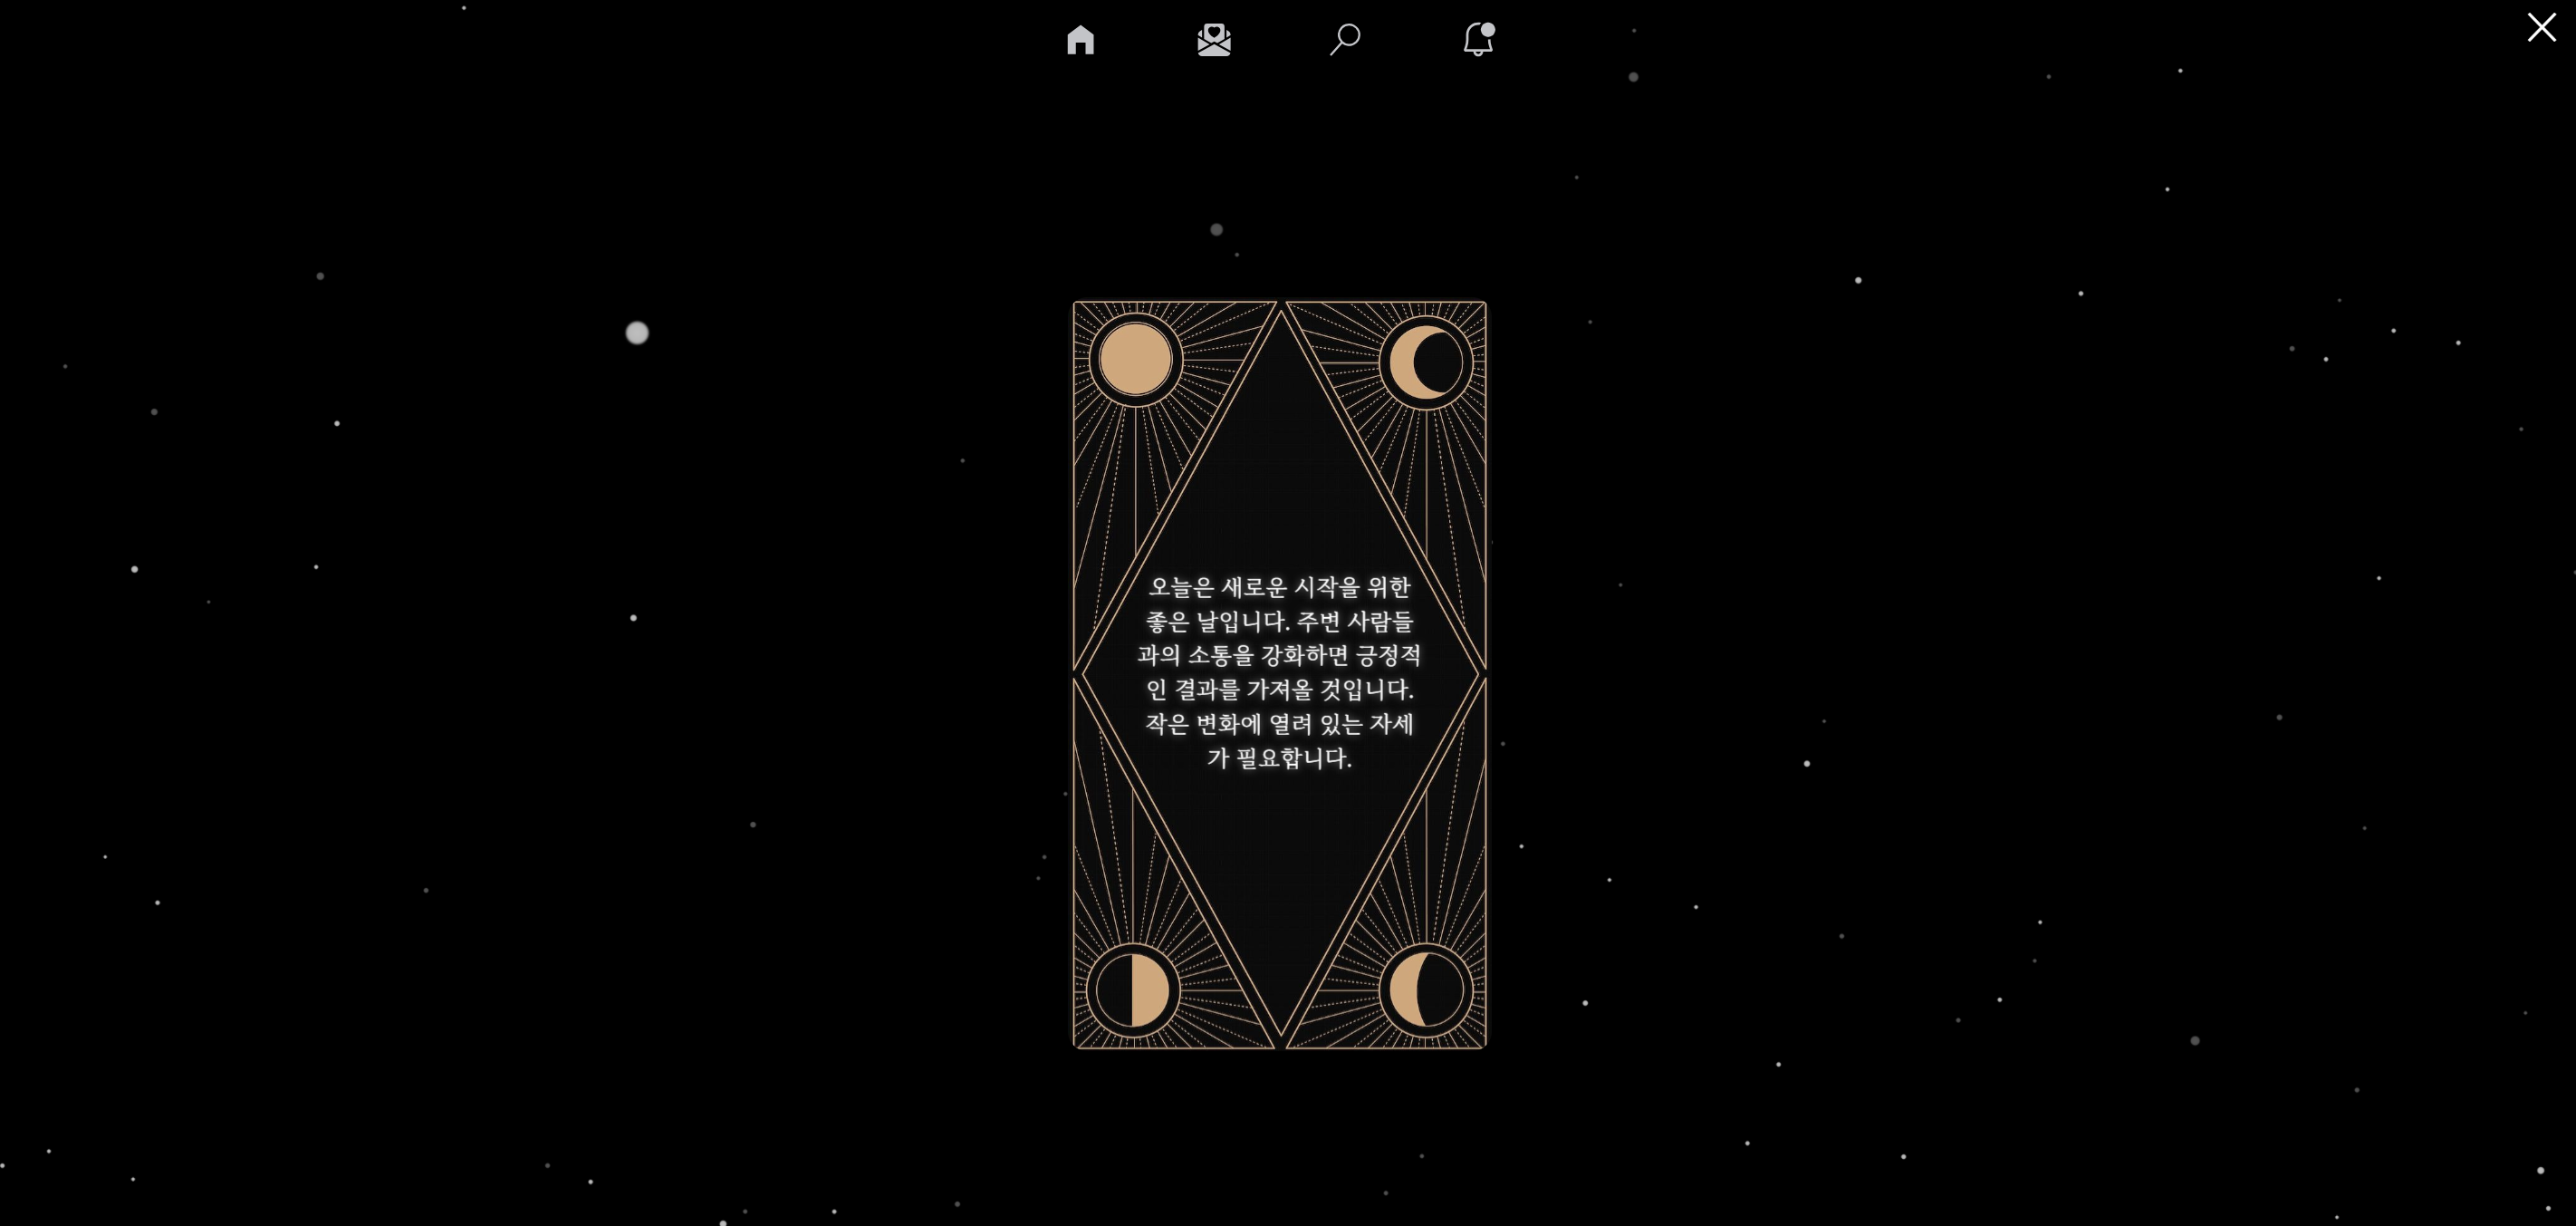 오늘은 새로운 시작을 위한
좋은 날입니다. 주변 사람들
과의 소통을 강화하면 긍정적
인 결과를 가져올 것입니다.
작은 변화에 열려 있는 자세
가 필요합니다.